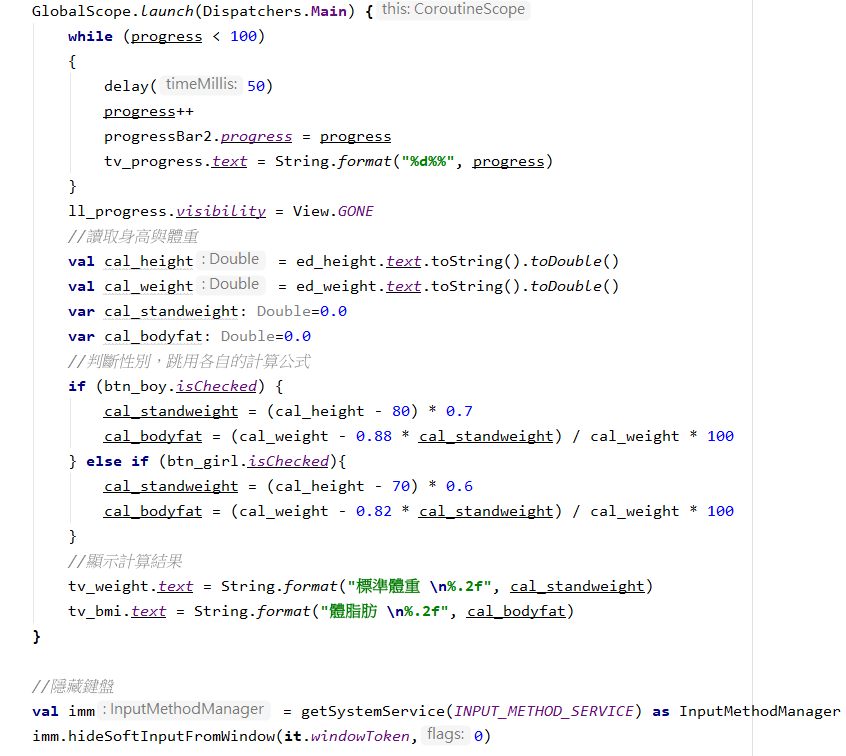 GlobalScope.launch(Dispatchers.Main) { this: CoroutineScope
while (progress < 100)
{
delay( timeMillis: 50)
progress++
progressBar2.progress = progress
tv_progress.text = String.format("%d%%", progress)
}
ll_progress.visibility = View.GONE
//讀取身高與體重
val cal_height : Double = ed_height.text.toString().toDouble()
val cal_weight : Double = ed_weight.text.toString().toDouble()
var cal_standweight: Double=0.0
var cal_bodyfat: Double=0.0
//判斷性別，跳用各自的計算公式
if (btn_boy.isChecked) {
cal_standweight = (cal_height - 80) * 0.7
cal_bodyfat = (cal_weight - 0.88 * cal_standweight) / cal_weight * 100
} else if (btn_girl.isChecked){
cal_standweight = (cal_height - 70) * 0.6
cal_bodyfat = (cal_weight - 0.82 * cal_standweight) / cal_weight * 100
}
//顯示計算結果
tv_weight.text = String.format("標準體重 \n%.2f", cal_standweight)
tv_bmi.text = String.format("體脂肪 \n%.2f", cal_bodyfat)
}
//隱藏鍵盤
val imm : InputMethodManager = getSystemService(INPUT_METHOD_SERVICE) as InputMethodManager
imm.hideSoftInputFromWindow(it.windowToken, flags: 0)